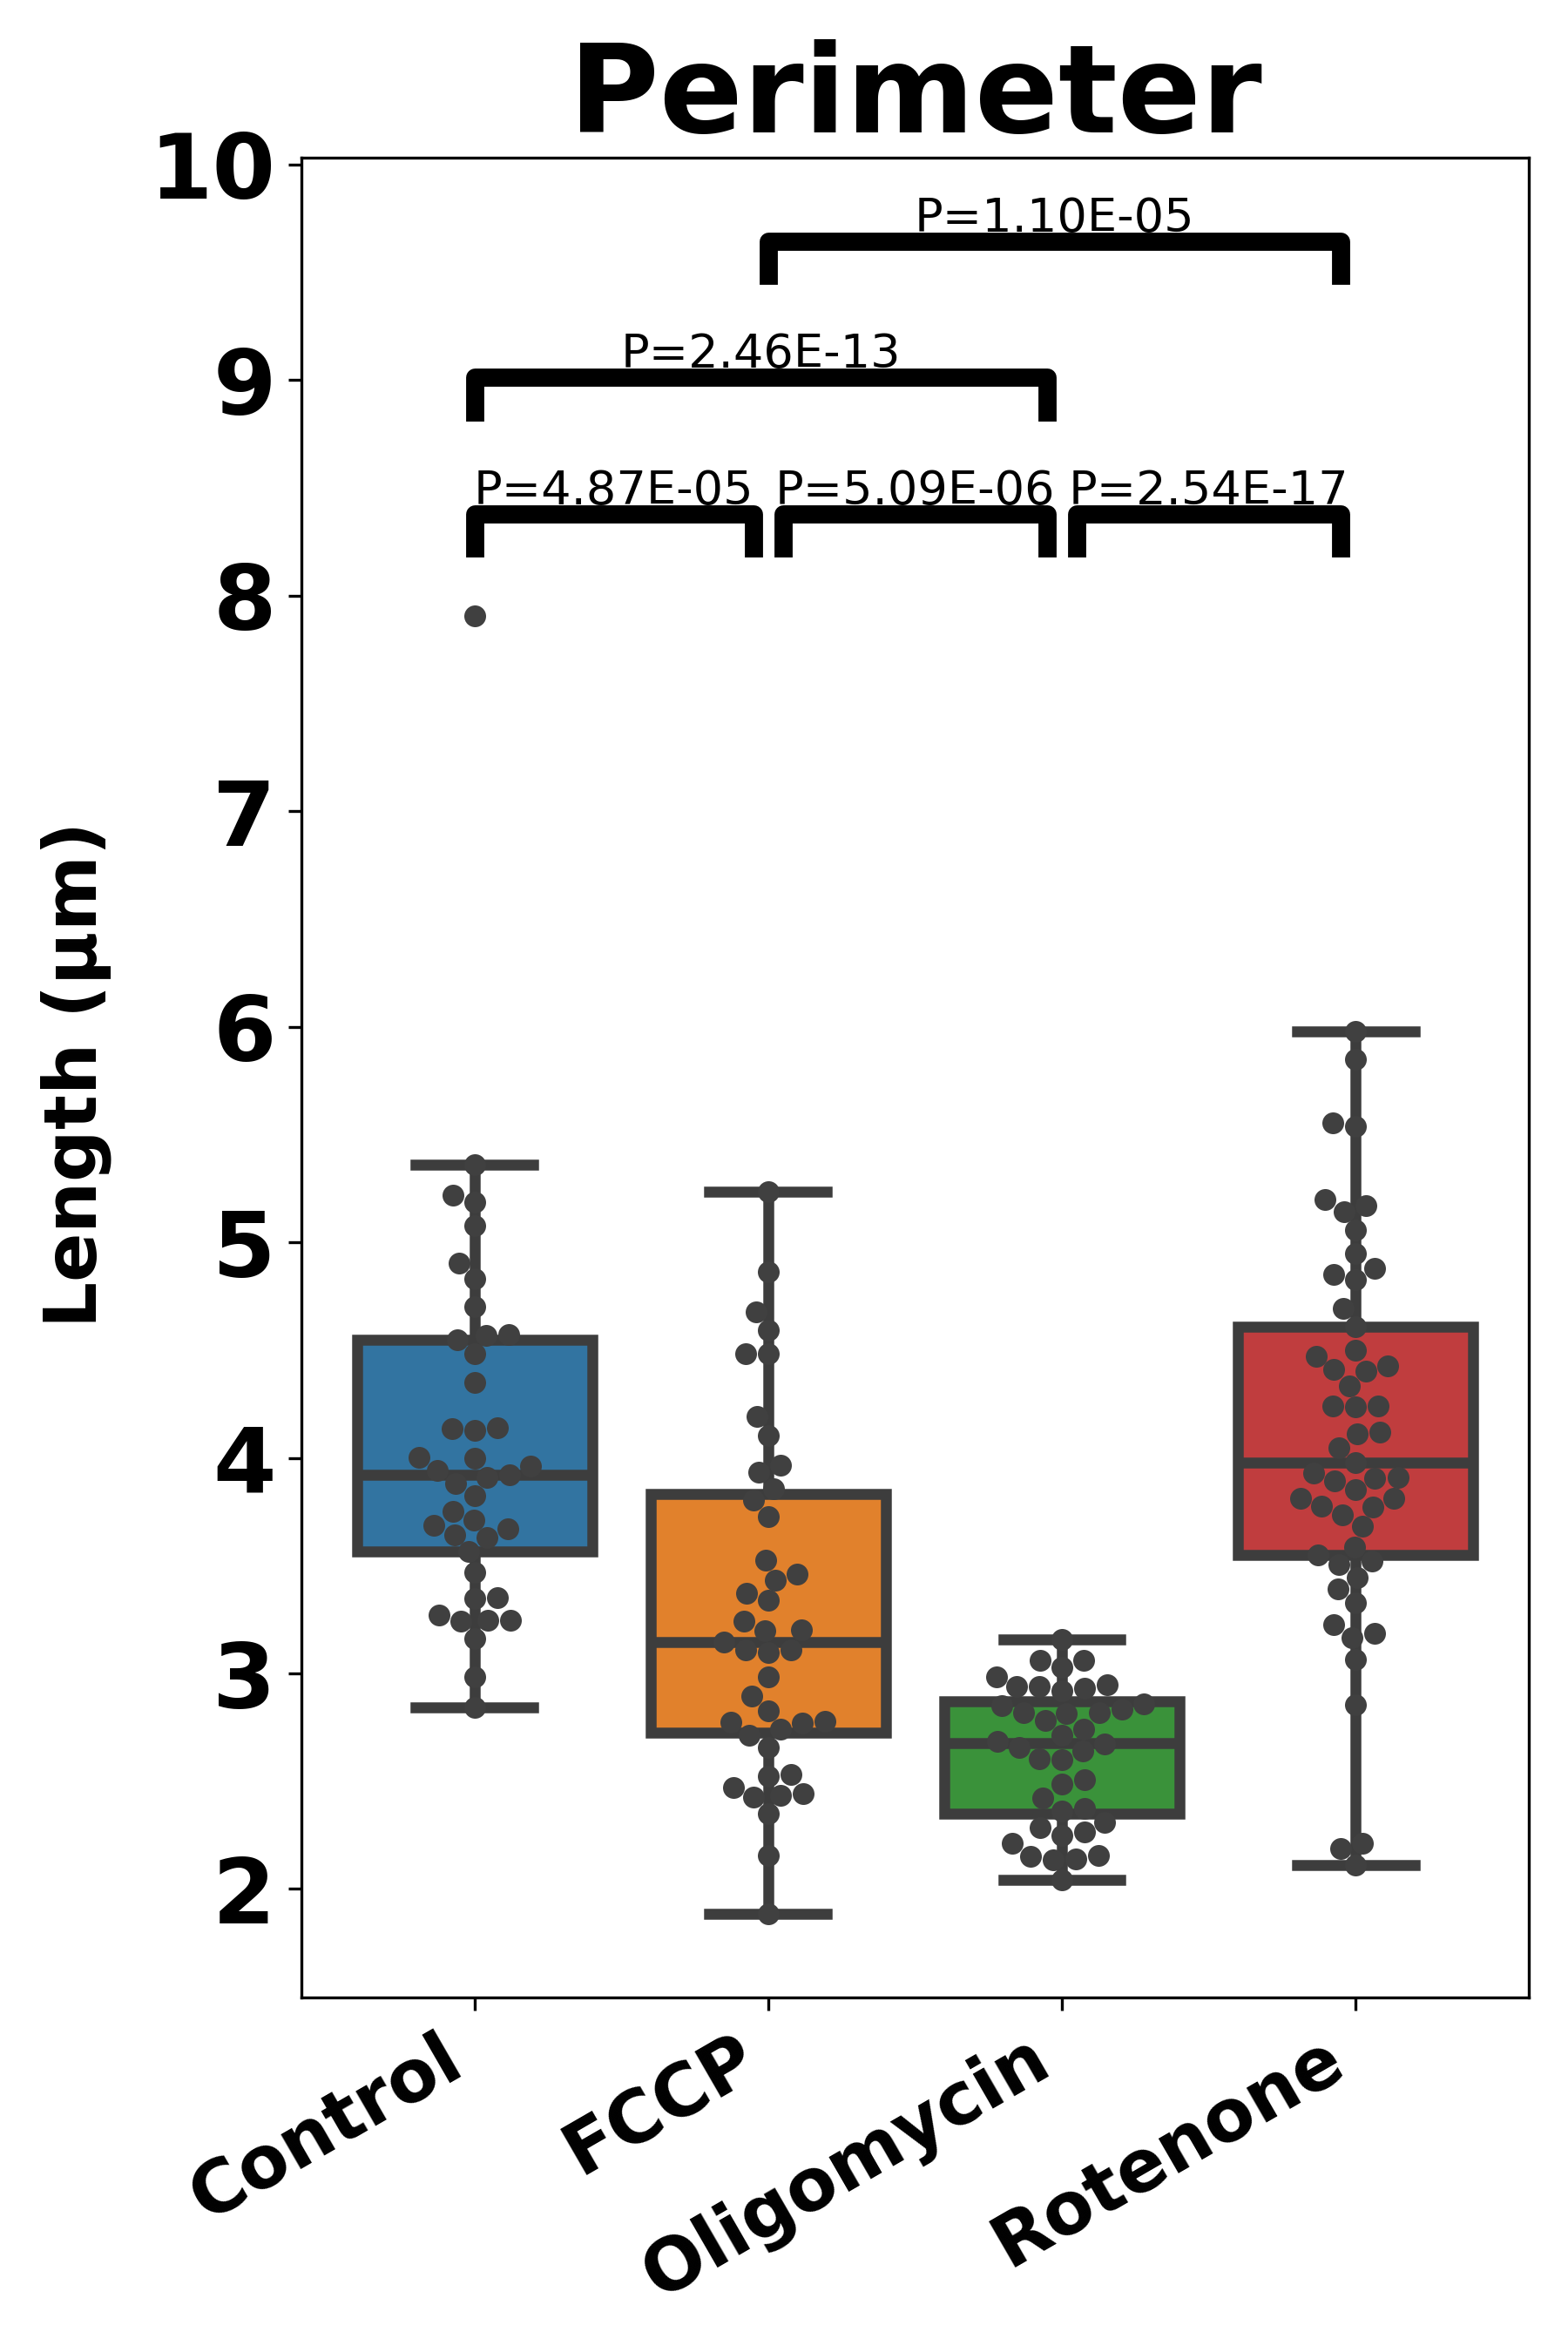 Perimeter
10
P=1.10E-05
P=2.46E-13
9
P=4.87E-05 P=5.09E-06 P=2.54E-17
8
7
6
5
4
3
2
Length (µm)
Control
FCCP
Oligomycin
Rotenone